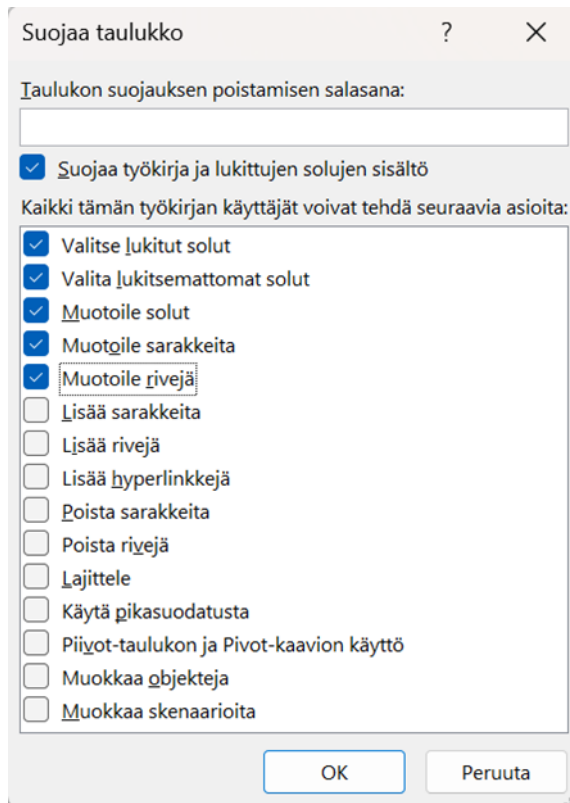 Suojaa taulukko ?
Taulukon suojauksen poistamisen salasana:
Suojaa työkirja ja lukittujen solujen sisältö
Kaikki tämän työkirjan käyttäjät voivat tehdä seuraavia asioita:
Valitse lukitut solut
Valita lukitsemattomat solut
Muotoile solut
Muotoile sarakkeita
Muotoile rivejä
Lisää sarakkeita
Lisää rivejä
Lisää hyperlinkkejä
Poista sarakkeita
Poista rivejä
Lajittele
Käytä pikasuodatusta
Piivot-taulukon ja Pivot-kaavion käyttö
Muokkaa objekteja
Muokkaa skenaarioita
OK Peruuta